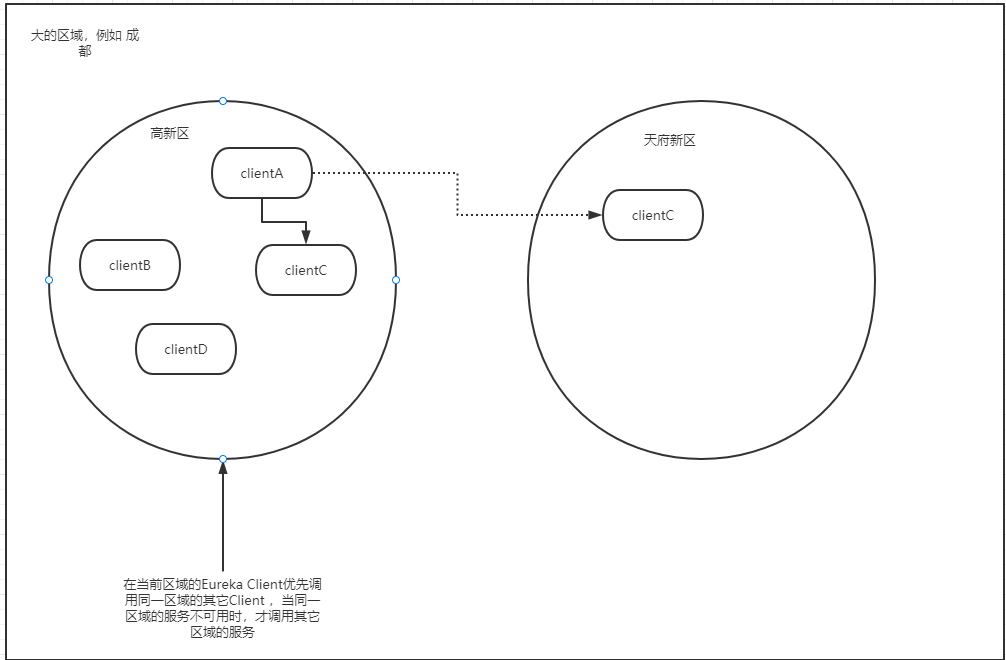 大的区域，例如 成
都
高新区
天府新区
clientA
clientC
clientB
clientC
clientD
在当前区域的Eureka Client优先调
用同一区域的其它Client ，当同一
区域的服务不可用时，才调用其它
区域的服务